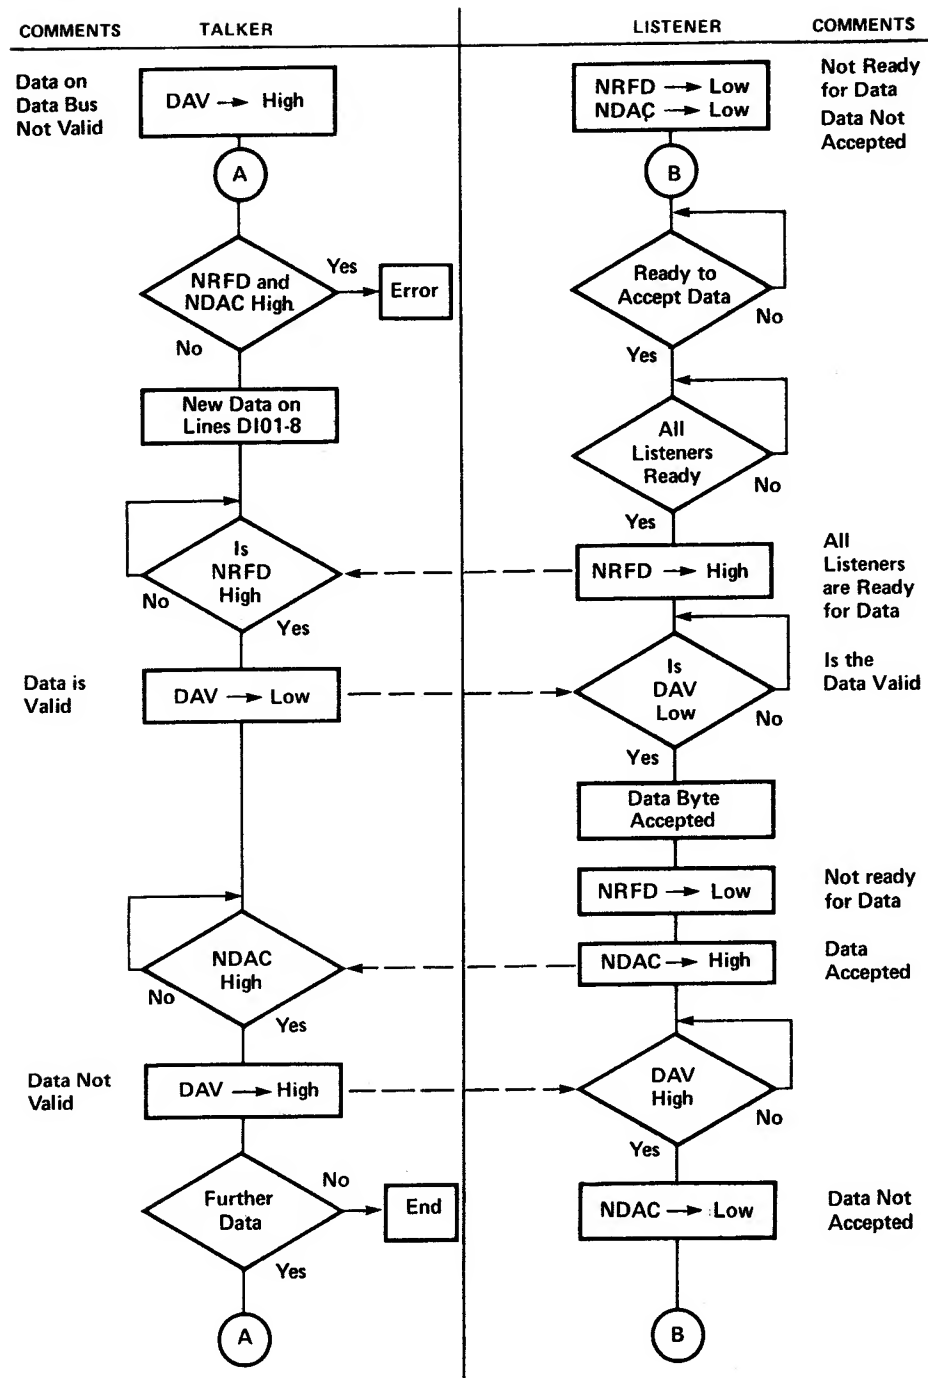 COMMENTS TALKER LISTENER COMMENTS
Data on
Data Bus
Not Valid
DAV → High
A
NRFD and
NDAC High
Yes
Error
No
New Data on
Lines DI01-8
Is
NRFD
High
No
Yes
Data is
Valid
DAV → Low
NDAC
High
No
Yes
Data Not
Valid
DAV → High
Further
Data
No
End
Yes
A
NRFD → Low
NDAC → Low
Not Ready
for Data
Data Not
Accepted
B
Ready to
Accept Data
No
Yes
All
Listeners
Ready
No
Yes
NRFD → High
All
Listeners
are Ready
for Data
Is
DAV
Low
No
Is the
Data Valid
Yes
Data Byte
Accepted
NRFD → Low
Not ready
for Data
NDAC → High
Data
Accepted
DAV
High
No
Yes
NDAC → Low
Data Not
Accepted
B